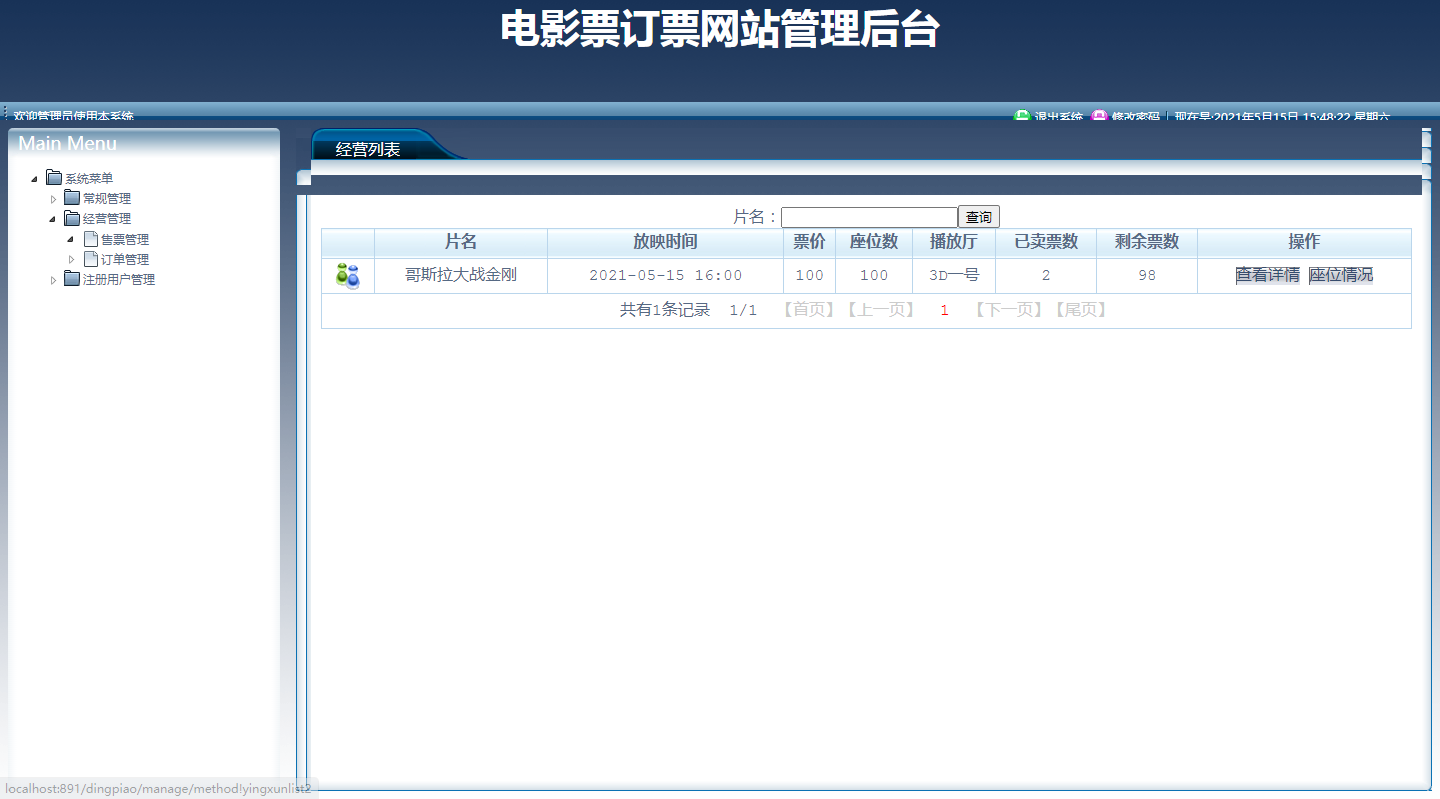 电影票订票网站管理后台
欢迎管理员使用本系统
退出系统 修改密码 | 现在是:2021年5月15日 15:48:22 星期六
Main Menu
系统菜单
常规管理
经营管理
售票管理
订单管理
注册用户管理
经营列表
片名： 查询
片名 放映时间 票价 座位数 播放厅 已卖票数 剩余票数 操作
哥斯拉大战金刚 2021-05-15 16:00 100 100 3D一号 2 98 查看详情 座位情况
共有1条记录 1/1 【首页】【上一页】 1 【下一页】【尾页】
localhost:891/dingpiao/manage/method!yingxunlist2